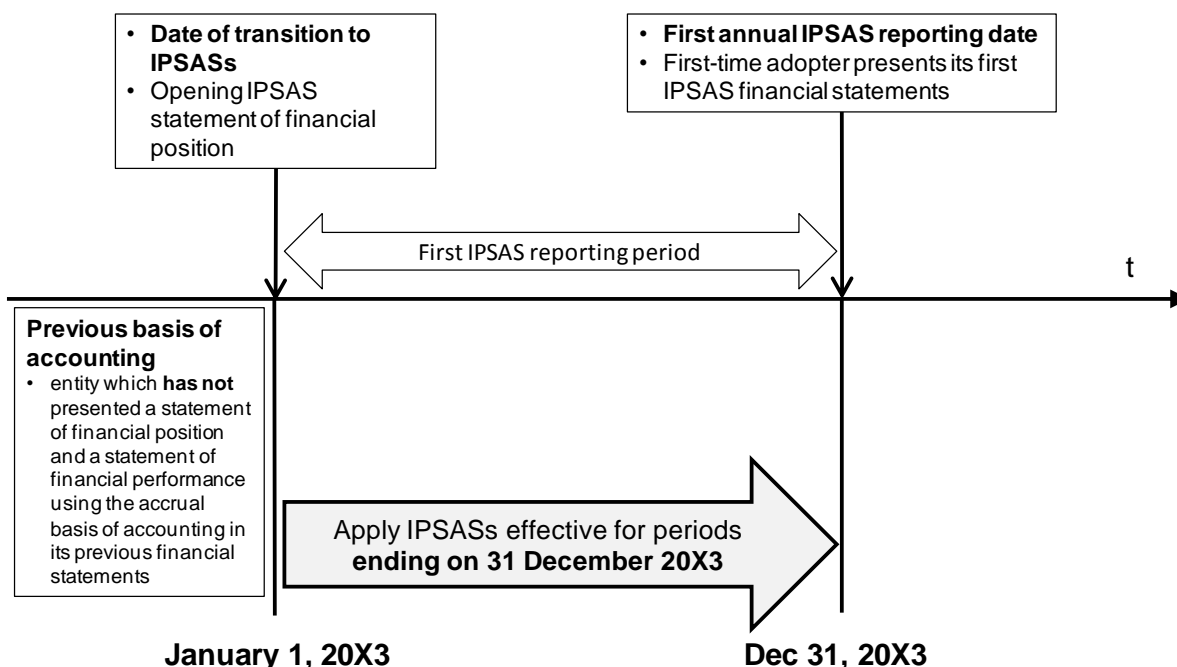 • Date of transition to
IPSASs
• Opening IPSAS
statement of financial
position
• First annual IPSAS reporting date
• First-time adopter presents its first
IPSAS financial statements
First IPSAS reporting period
t
Previous basis of
accounting
• entity which has not
presented a statement
of financial position
and a statement of
financial performance
using the accrual
basis of accounting in
its previous financial
statements
Apply IPSASs effective for periods
ending on 31 December 20X3
January 1, 20X3
Dec 31, 20X3